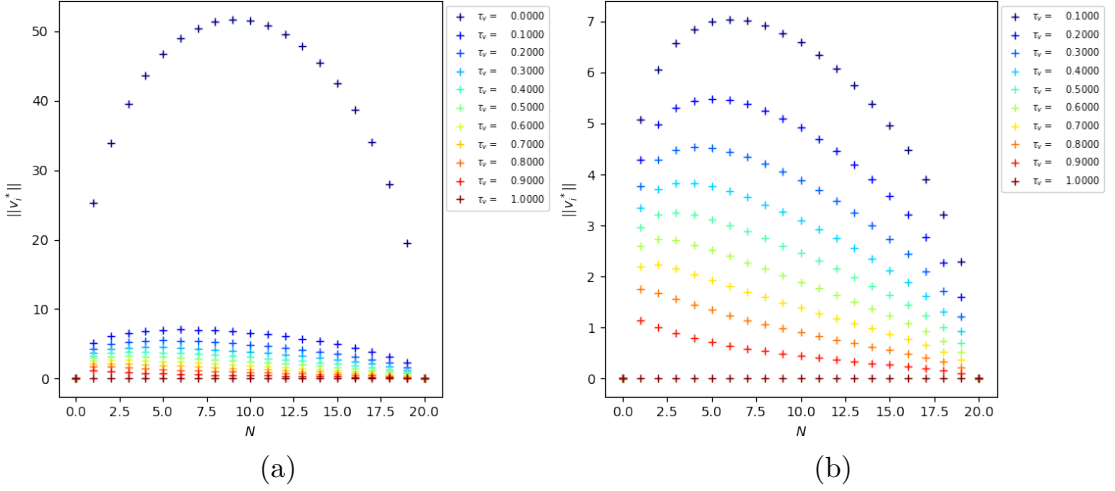 50
40
30
20
10
0
||v_i^*||
0.0
2.5
5.0
7.5
10.0
12.5
15.0
17.5
20.0
N
τ_v = 0.0000
τ_v = 0.1000
τ_v = 0.2000
τ_v = 0.3000
τ_v = 0.4000
τ_v = 0.5000
τ_v = 0.6000
τ_v = 0.7000
τ_v = 0.8000
τ_v = 0.9000
τ_v = 1.0000
(a)
7
6
5
4
3
2
1
0
||v_i^*||
0.0
2.5
5.0
7.5
10.0
12.5
15.0
17.5
20.0
N
τ_v = 0.1000
τ_v = 0.2000
τ_v = 0.3000
τ_v = 0.4000
τ_v = 0.5000
τ_v = 0.6000
τ_v = 0.7000
τ_v = 0.8000
τ_v = 0.9000
τ_v = 1.0000
(b)